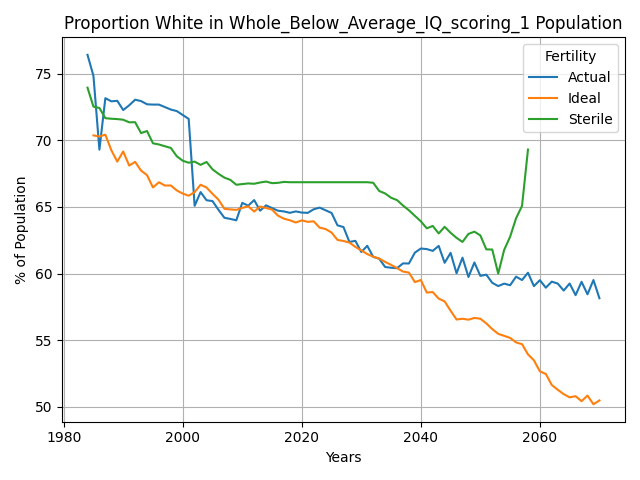 Proportion White in Whole_Below_Average_IQ_scoring_1 Population
Fertility
Actual
Ideal
Sterile
% of Population
75
70
65
60
55
50
1980
2000
2020
2040
2060
Years